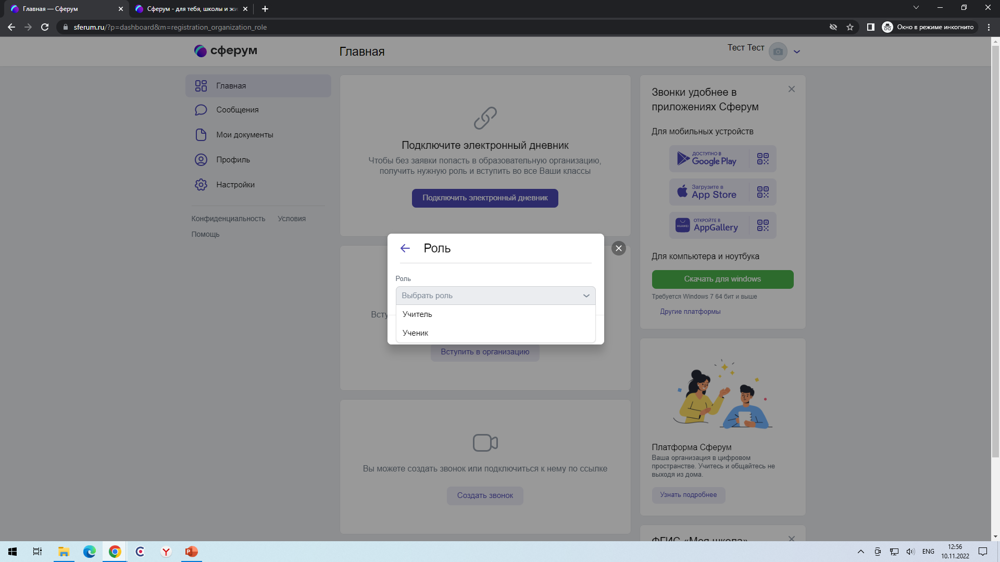 Главная — Сферум
Сферум - для тебя, школы и жи
sferum.ru/?p=dashboard&m=registration_organization_role
Окно в режиме инкогнито
сферум
Главная
Тест Тест
Главная
Сообщения
Мои документы
Профиль
Настройки
Конфиденциальность
Условия
Помощь
Подключите электронный дневник
Чтобы без заявки попасть в образовательную организацию,
получить нужную роль и вступить во все Ваши классы
Подключить электронный дневник
Роль
Роль
Выбрать роль
Учитель
Ученик
Всту
Вступить в организацию
Вы можете создать звонок или подключиться к нему по ссылке
Создать звонок
Звонки удобнее в
приложениях Сферум
Для мобильных устройств
ДОСТУПНО В
Google Play
Загрузите в
App Store
HUAWEI
ОТКРОЙТЕ В
AppGallery
Для компьютера и ноутбука
Скачать для windows
Требуется Windows 7 64 бит и выше
Другие платформы
Платформа Сферум
Ваша организация в цифровом
пространстве. Учитесь и общайтесь не
выходя из дома.
Узнать подробнее
ФГИС «Моя школа»
ENG
12:56
10.11.2022